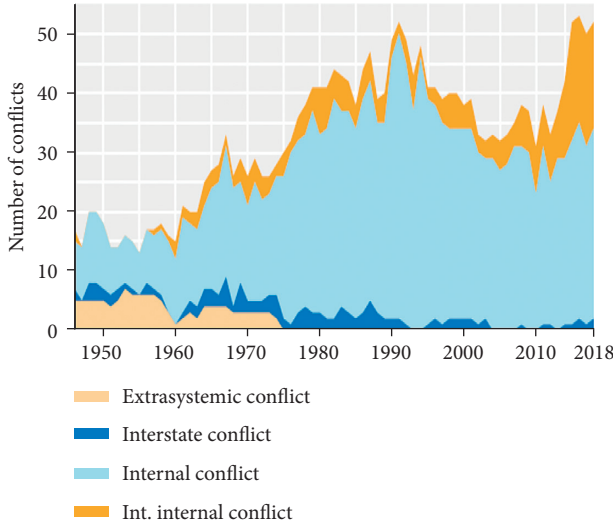 Number of conflicts
50
40
30
20
10
0
1950 1960 1970 1980 1990 2000 2010 2018
Extrasystemic conflict
Interstate conflict
Internal conflict
Int. internal conflict